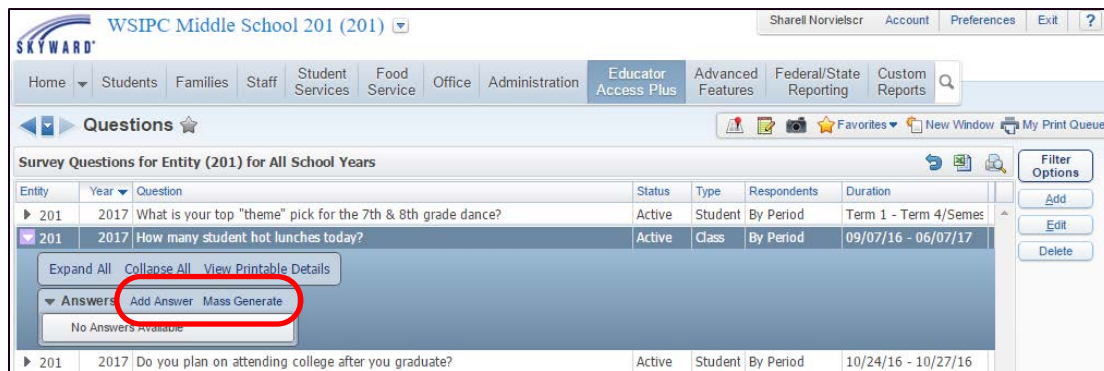 WSIPC Middle School 201 (201)
Sharell Norvielscr Account Preferences Exit ?
SKYWARD
Home Students Families Staff Student Services Food Service Office Administration Educator Access Plus Advanced Features Federal/State Reporting Custom Reports
Questions
Favorites New Window My Print Queue
Survey Questions for Entity (201) for All School Years
Filter Options
Entity Year Question Status Type Respondents Duration
Add
201 2017 What is your top "theme" pick for the 7th & 8th grade dance? Active Student By Period Term 1 - Term 4/Semes
Edit
201 2017 How many student hot lunches today? Active Class By Period 09/07/16 - 06/07/17
Delete
Expand All Collapse All View Printable Details
Answers Add Answer Mass Generate
No Answers Available
201 2017 Do you plan on attending college after you graduate? Active Student By Period 10/24/16 - 10/27/16